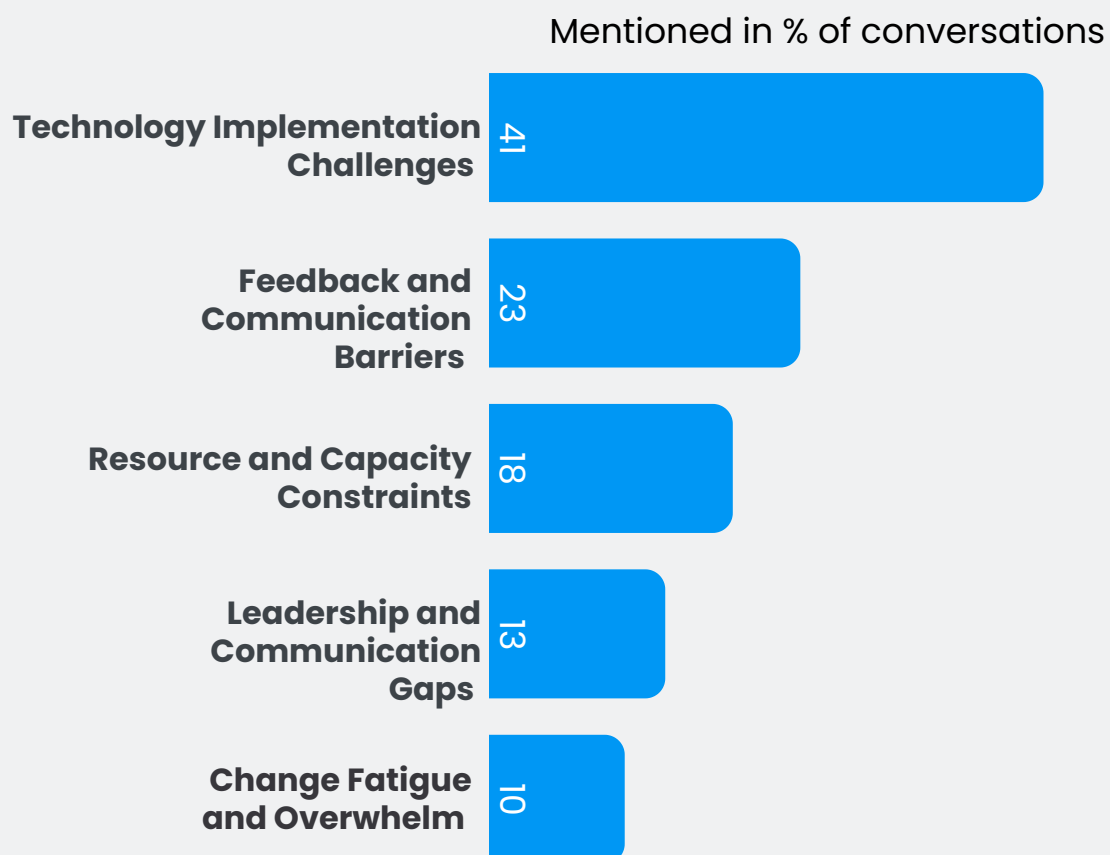 Mentioned in % of conversations
Technology Implementation
Challenges
41
Feedback and
Communication
Barriers
23
Resource and Capacity
Constraints
18
Leadership and
Communication
Gaps
13
Change Fatigue
and Overwhelm
10